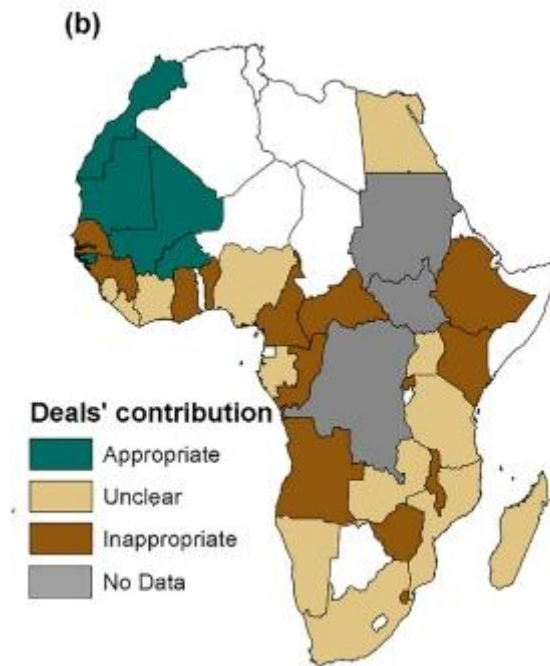 (b)
Deals' contribution
Appropriate
Unclear
Inappropriate
No Data